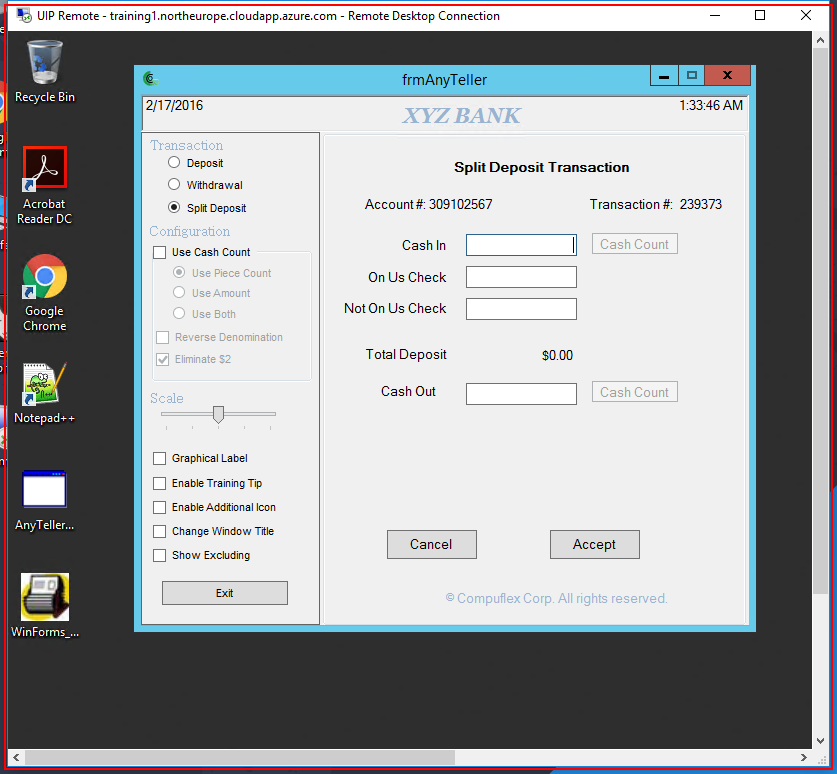 UIP Remote - training1.northeurope.cloudapp.azure.com - Remote Desktop Connection
Recycle Bin
Acrobat
Reader DC
Google
Chrome
Notepad++
AnyTeller...
WinForms_...
frmAnyTeller
2/17/2016
XYZ BANK
1:33:46 AM
Transaction
Deposit
Withdrawal
Split Deposit
Configuration
Use Cash Count
Use Piece Count
Use Amount
Use Both
Reverse Denomination
Eliminate $2
Scale
Graphical Label
Enable Training Tip
Enable Additional Icon
Change Window Title
Show Excluding
Exit
Split Deposit Transaction
Account #: 309102567
Transaction #: 239373
Cash In
Cash Count
On Us Check
Not On Us Check
Total Deposit
$0.00
Cash Out
Cash Count
Cancel
Accept
© Compuflex Corp. All rights reserved.